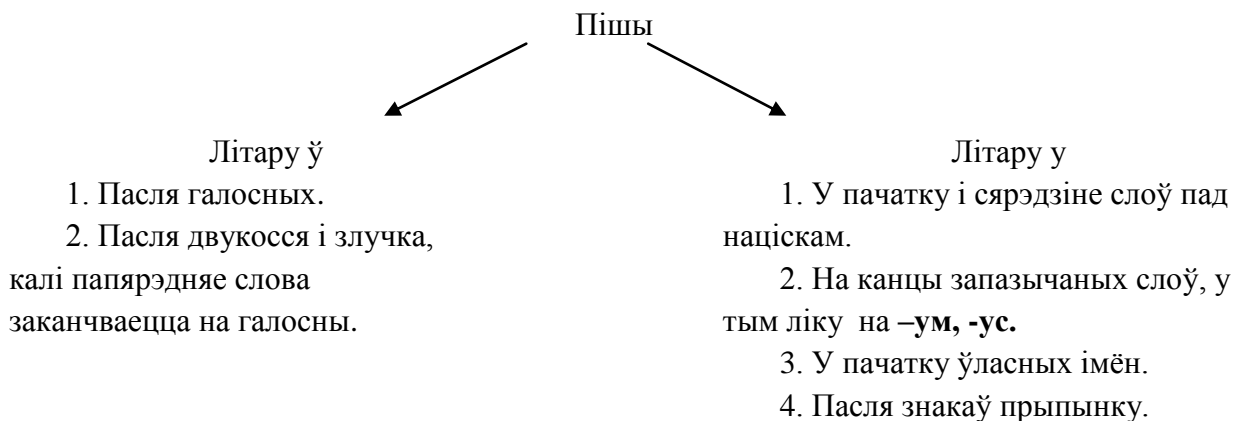 Пішы
Літару ў
1. Пасля галосных.
2. Пасля двукосся і злучка,
калі папярэдняе слова
заканчваецца на галосны.
Літару у
1. У пачатку і сярэдзіне слоў пад
націскам.
2. На канцы запазычаных слоў, у
тым ліку на –ум, -ус.
3. У пачатку ўласных імён.
4. Пасля знакаў прыпынку.